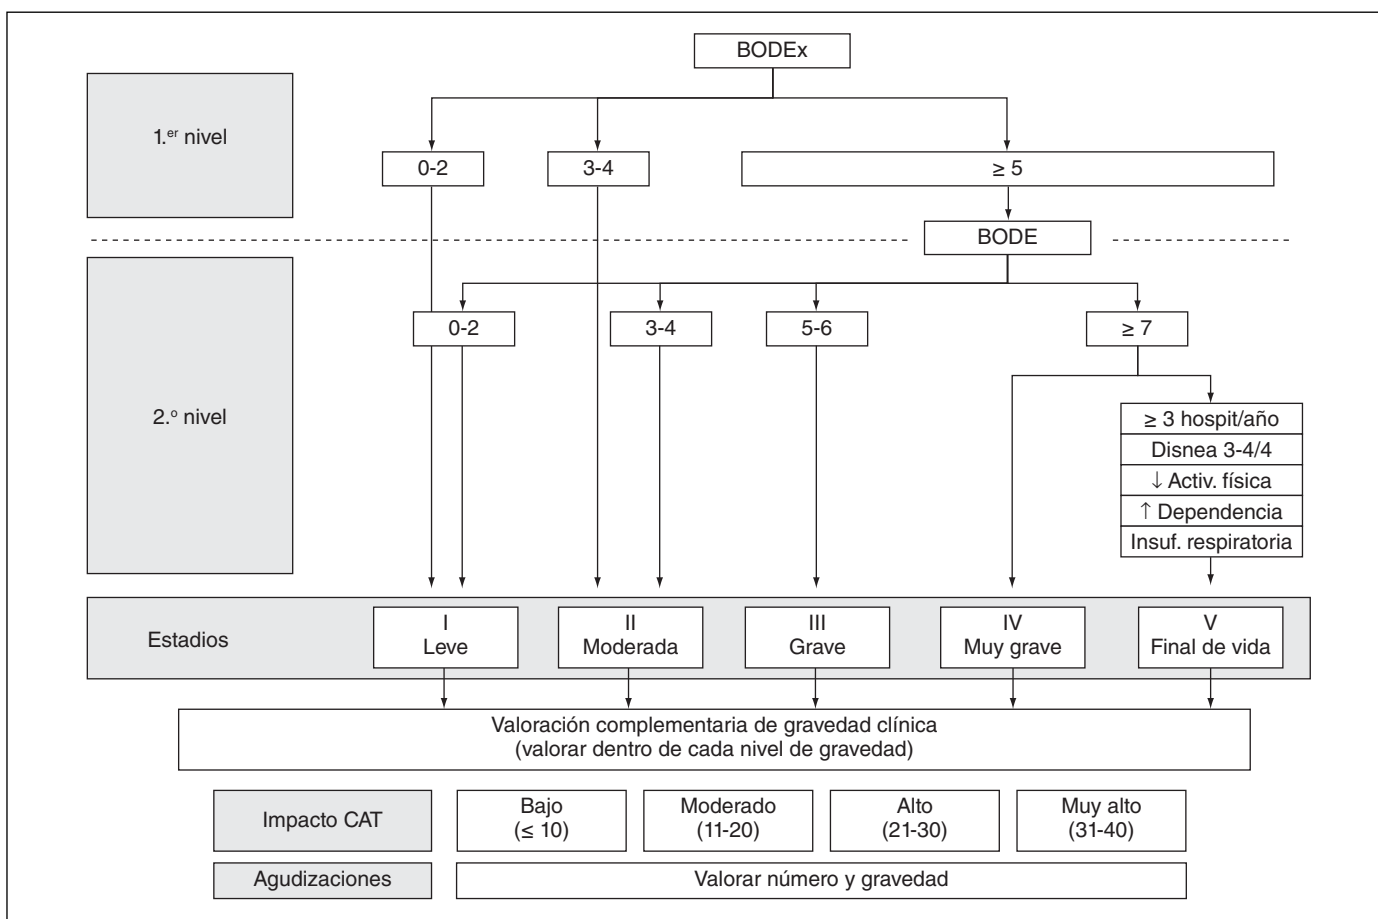 BODEx
1.er nivel
0-2
3-4
≥ 5
BODE
2.º nivel
0-2
3-4
5-6
≥ 7
≥ 3 hospit/año
Disnea 3-4/4
↓ Activ. física
↑ Dependencia
Insuf. respiratoria
Estadios
I
Leve
II
Moderada
III
Grave
IV
Muy grave
V
Final de vida
Valoración complementaria de gravedad clínica
(valorar dentro de cada nivel de gravedad)
Impacto CAT
Bajo
(≤ 10)
Moderado
(11-20)
Alto
(21-30)
Muy alto
(31-40)
Agudizaciones
Valorar número y gravedad